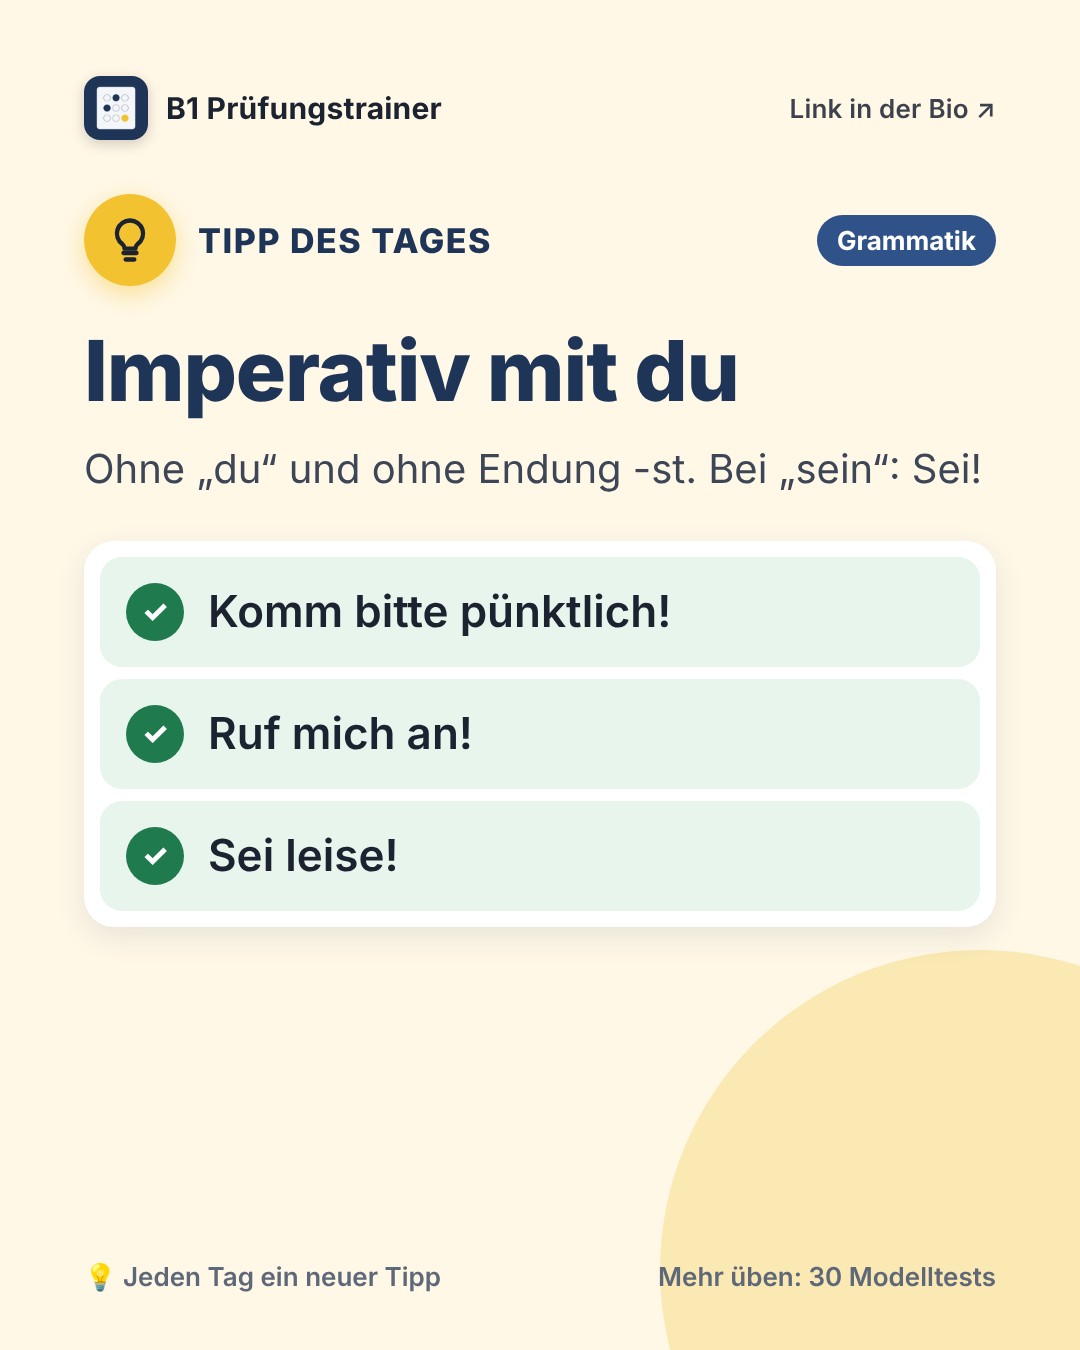 B1 Prüfungstrainer
Link in der Bio ↗
TIPP DES TAGES
Grammatik
Imperativ mit du
Ohne „du“ und ohne Endung -st. Bei „sein“: Sei!
Komm bitte pünktlich!
Ruf mich an!
Sei leise!
💡 Jeden Tag ein neuer Tipp
Mehr üben: 30 Modelltests